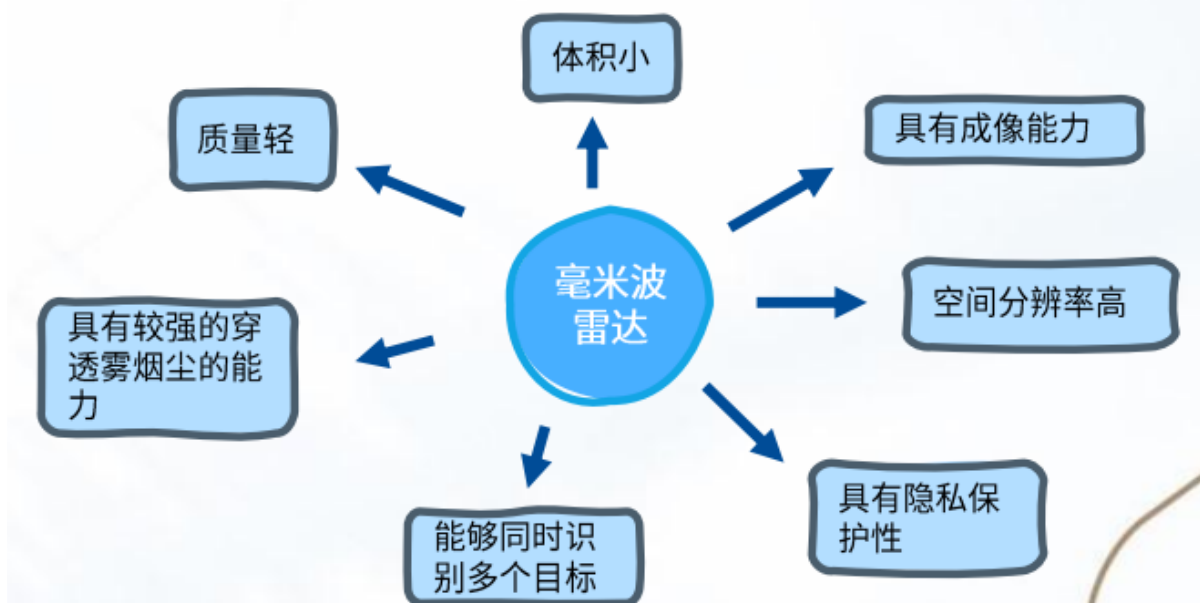 体积小
质量轻
具有成像能力
毫米波
雷达
空间分辨率高
具有较强的穿
透雾烟尘的能
力
具有隐私保
护性
能够同时识
别多个目标